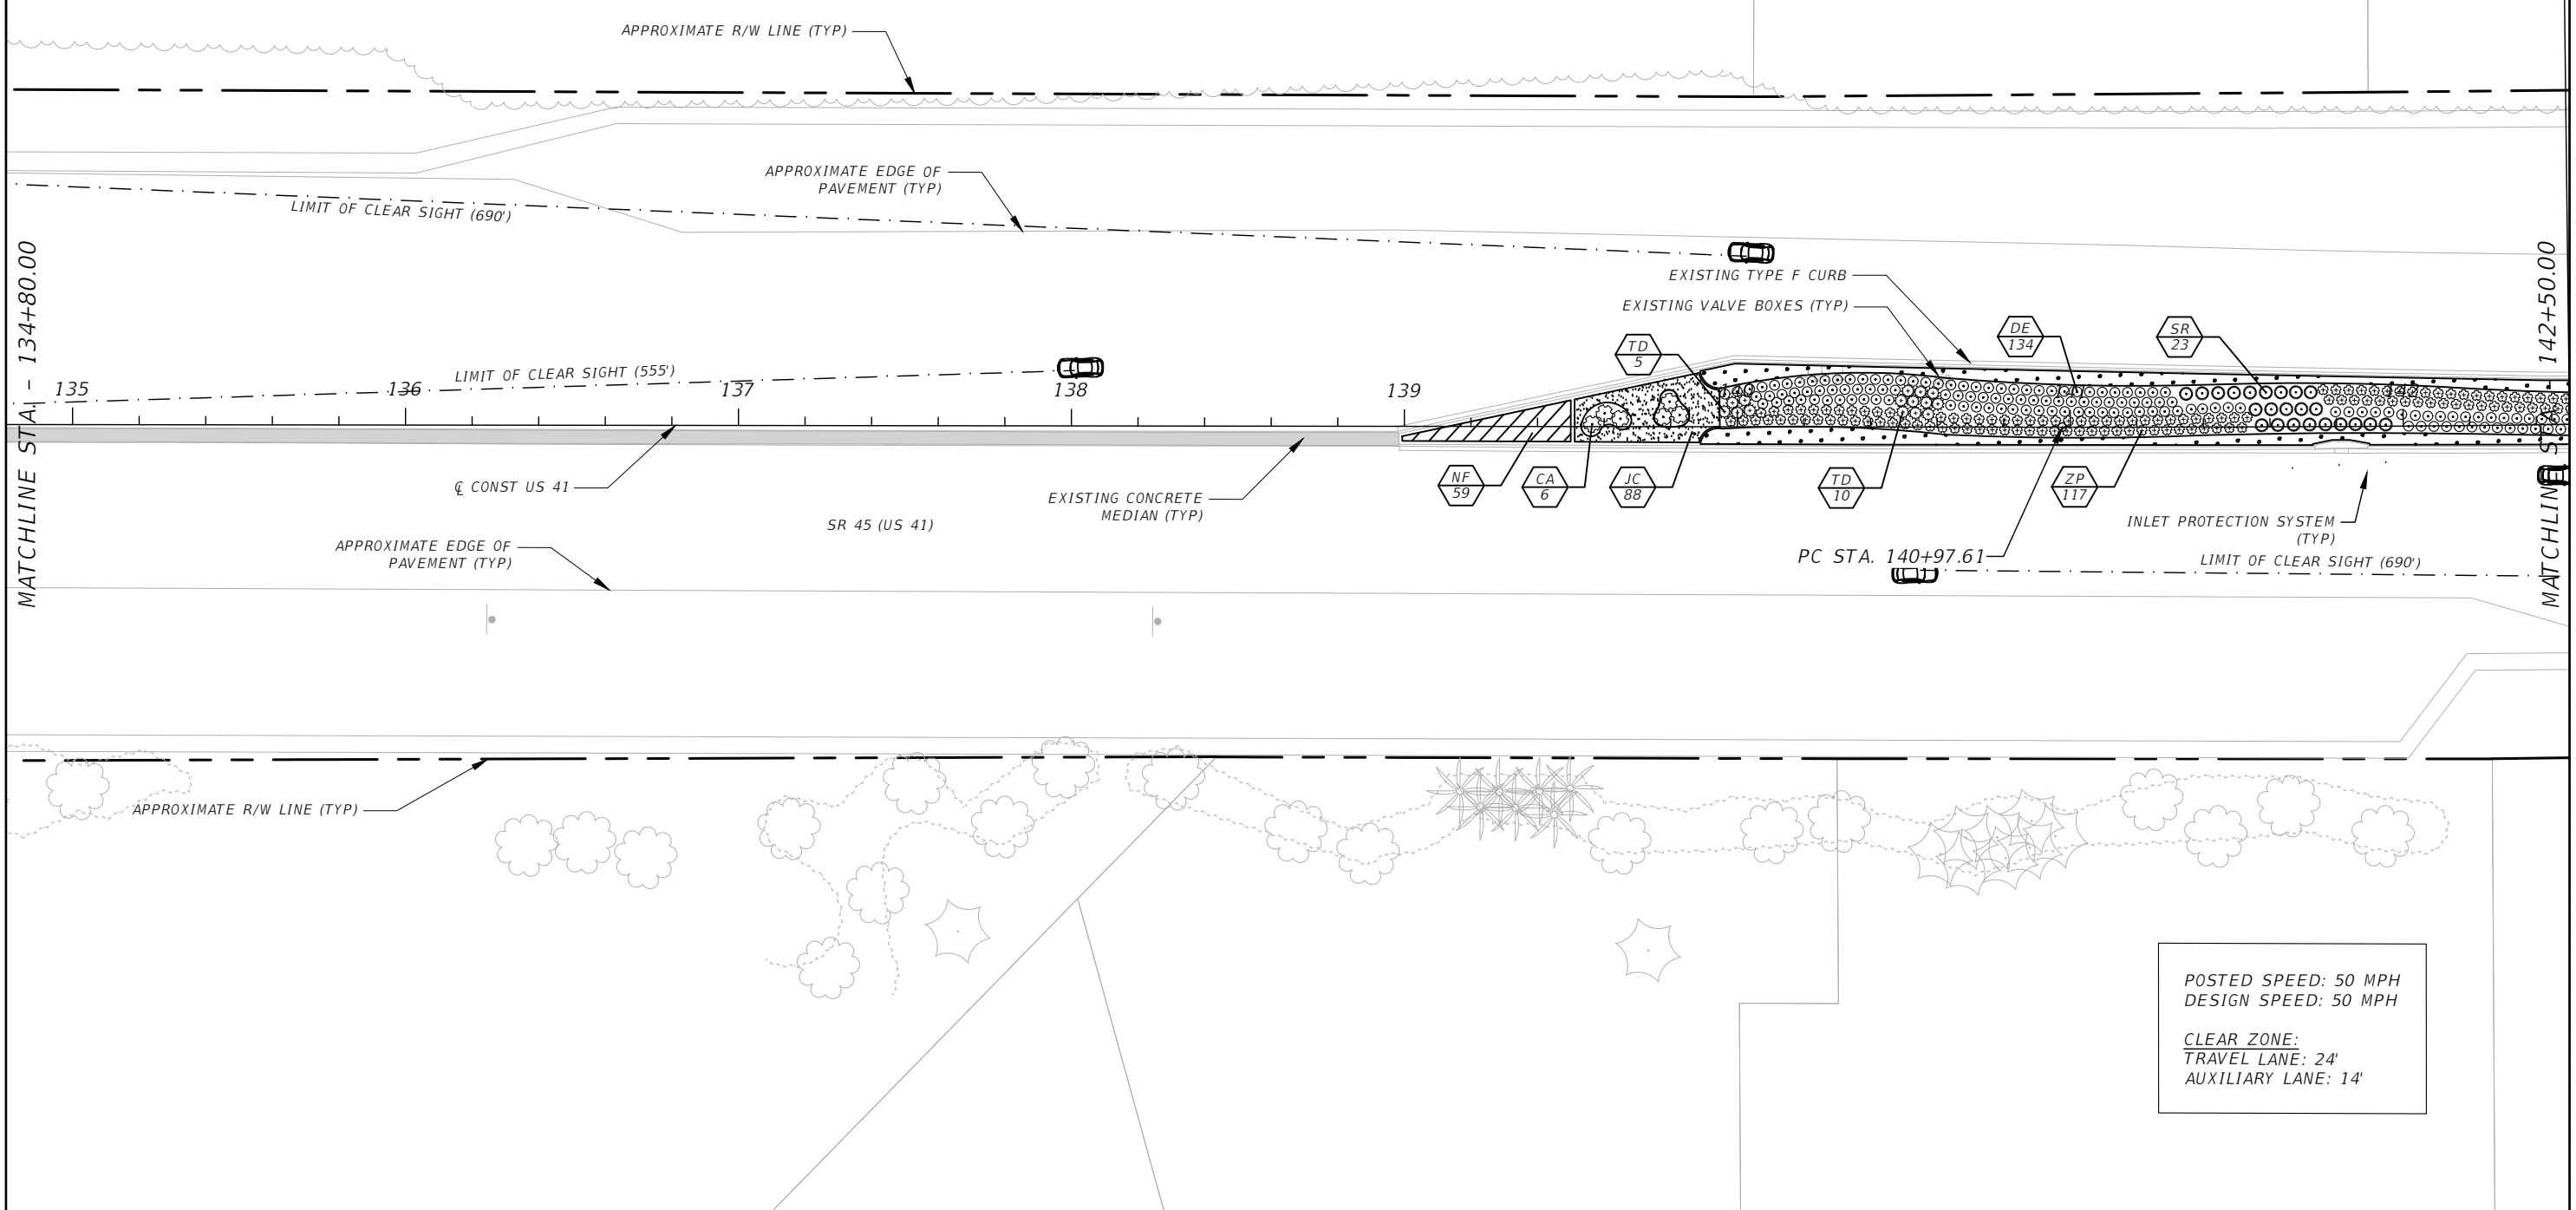 APPROXIMATE R/W LINE (TYP)
APPROXIMATE EDGE OF
PAVEMENT (TYP)
LIMIT OF CLEAR SIGHT (690')
MATCHLINE STA. - 134+80.00
MATCHLINE STA. - 142+50.00
EXISTING TYPE F CURB
EXISTING VALVE BOXES (TYP)
TD
5
DE
134
SR
23
LIMIT OF CLEAR SIGHT (555')
135
136
137
138
139
NF
59
CA
6
JC
88
TD
10
ZP
117
℄ CONST US 41
EXISTING CONCRETE
MEDIAN (TYP)
SR 45 (US 41)
INLET PROTECTION SYSTEM
(TYP)
APPROXIMATE EDGE OF
PAVEMENT (TYP)
PC STA. 140+97.61
LIMIT OF CLEAR SIGHT (690')
APPROXIMATE R/W LINE (TYP)
POSTED SPEED: 50 MPH
DESIGN SPEED: 50 MPH
CLEAR ZONE:
TRAVEL LANE: 24'
AUXILIARY LANE: 14'